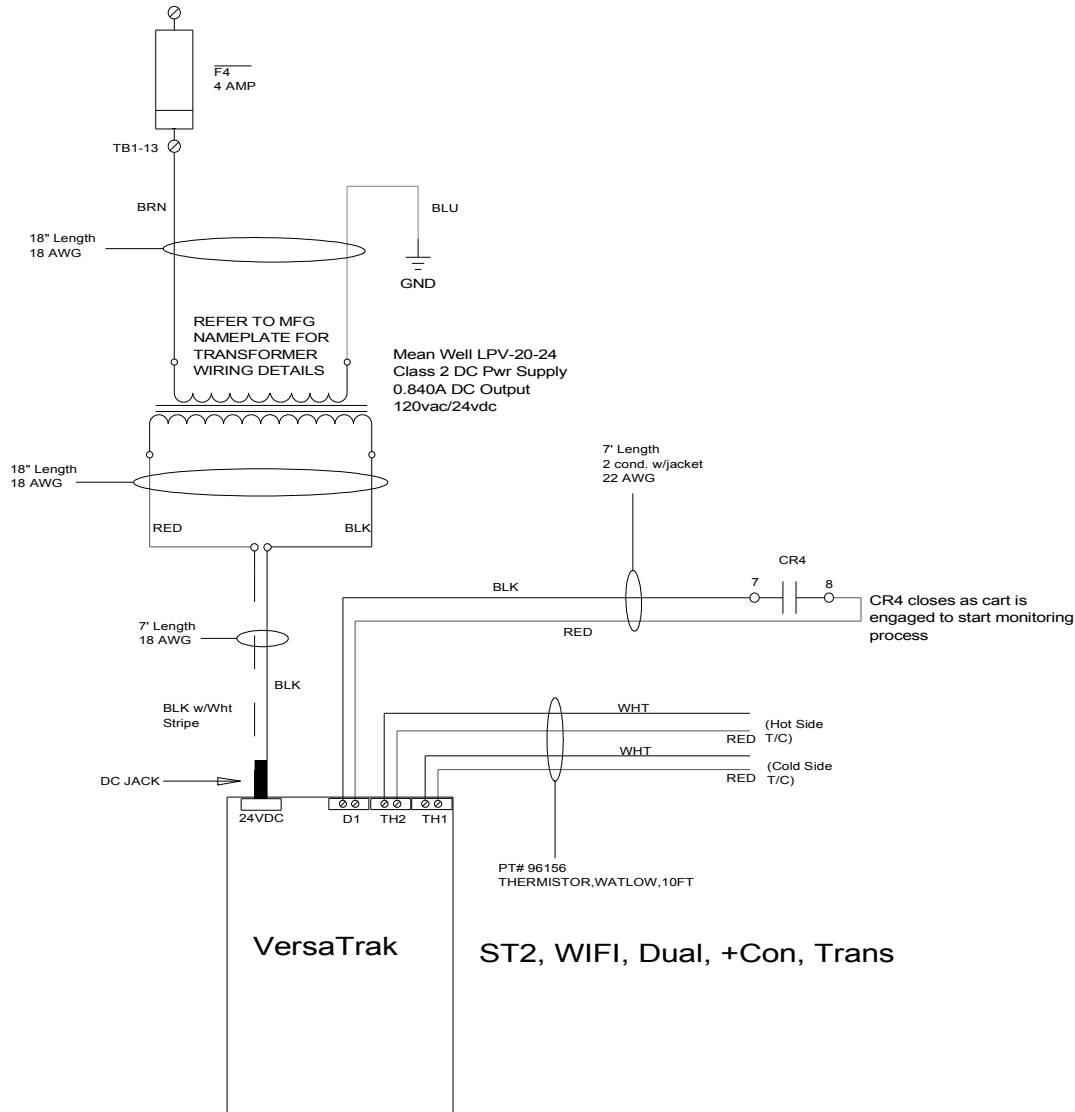 F4
4 AMP
TB1-13
BRN
BLU
18" Length
18 AWG
GND
REFER TO MFG
NAMEPLATE FOR
TRANSFORMER
WIRING DETAILS
Mean Well LPV-20-24
Class 2 DC Pwr Supply
0.840A DC Output
120vac/24vdc
7' Length
2 cond. w/jacket
22 AWG
18" Length
18 AWG
RED
BLK
CR4
BLK
7
8
CR4 closes as cart is
engaged to start monitoring
process
RED
7' Length
18 AWG
BLK
BLK w/Wht
Stripe
WHT
(Hot Side
T/C)
RED
WHT
(Cold Side
T/C)
RED
DC JACK
24VDC
D1
TH2
TH1
PT# 96156
THERMISTOR,WATLOW,10FT
VersaTrak
ST2, WIFI, Dual, +Con, Trans